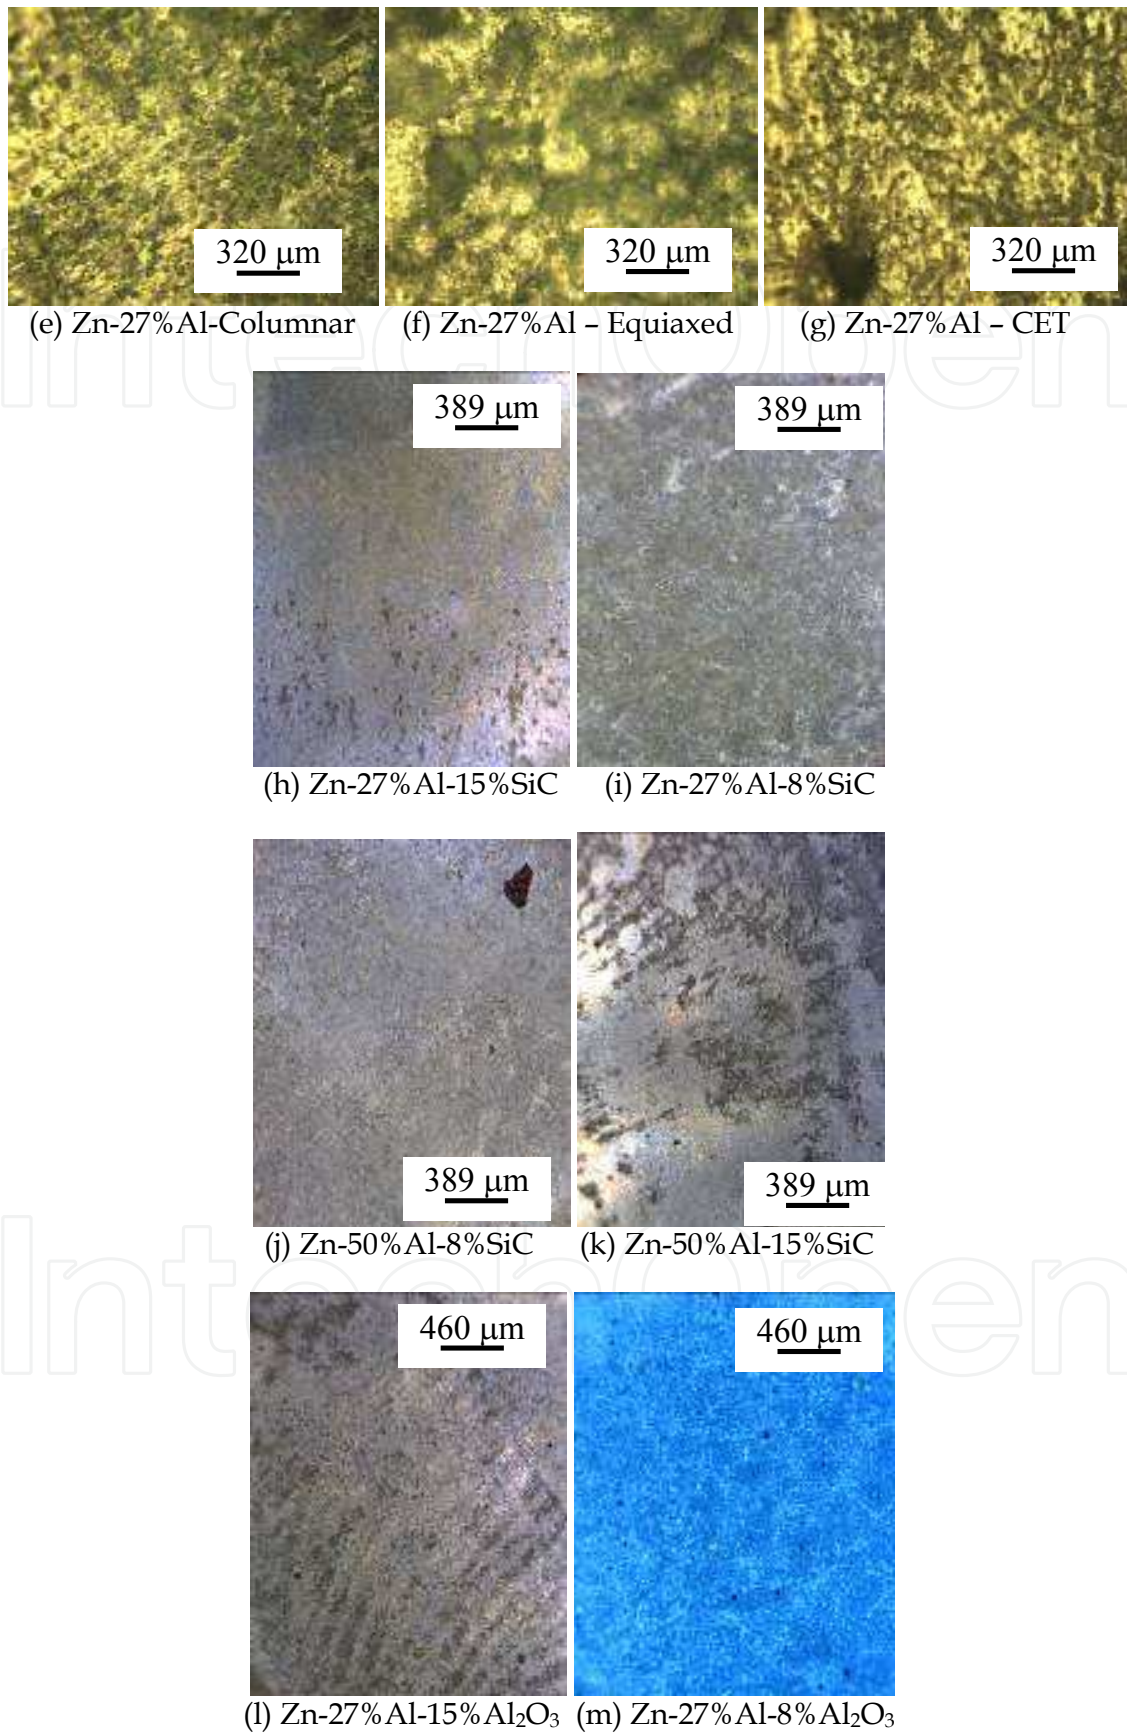 320 μm 320 μm 320 μm
(e) Zn-27%Al-Columnar (f) Zn-27%Al – Equiaxed (g) Zn-27%Al – CET
IntechOpen
389 μm 389 μm
(h) Zn-27%Al-15%SiC (i) Zn-27%Al-8%SiC
389 μm 389 μm
(j) Zn-50%Al-8%SiC (k) Zn-50%Al-15%SiC
IntechOpen
460 μm 460 μm
(l) Zn-27%Al-15%Al₂O₃ (m) Zn-27%Al-8%Al₂O₃